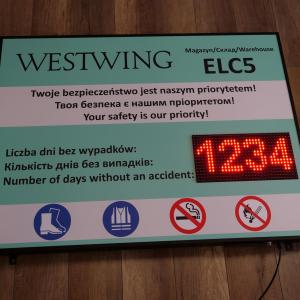 WESTWING
Magazyn/Склад/Warehouse
ELC5
Twoje bezpieczeństwo jest naszym priorytetem!
Твоя безпека є нашим пріоритетом!
Your safety is our priority!
Liczba dni bez wypadków:
Кількість днів без випадків:
Number of days without an accident:
1234